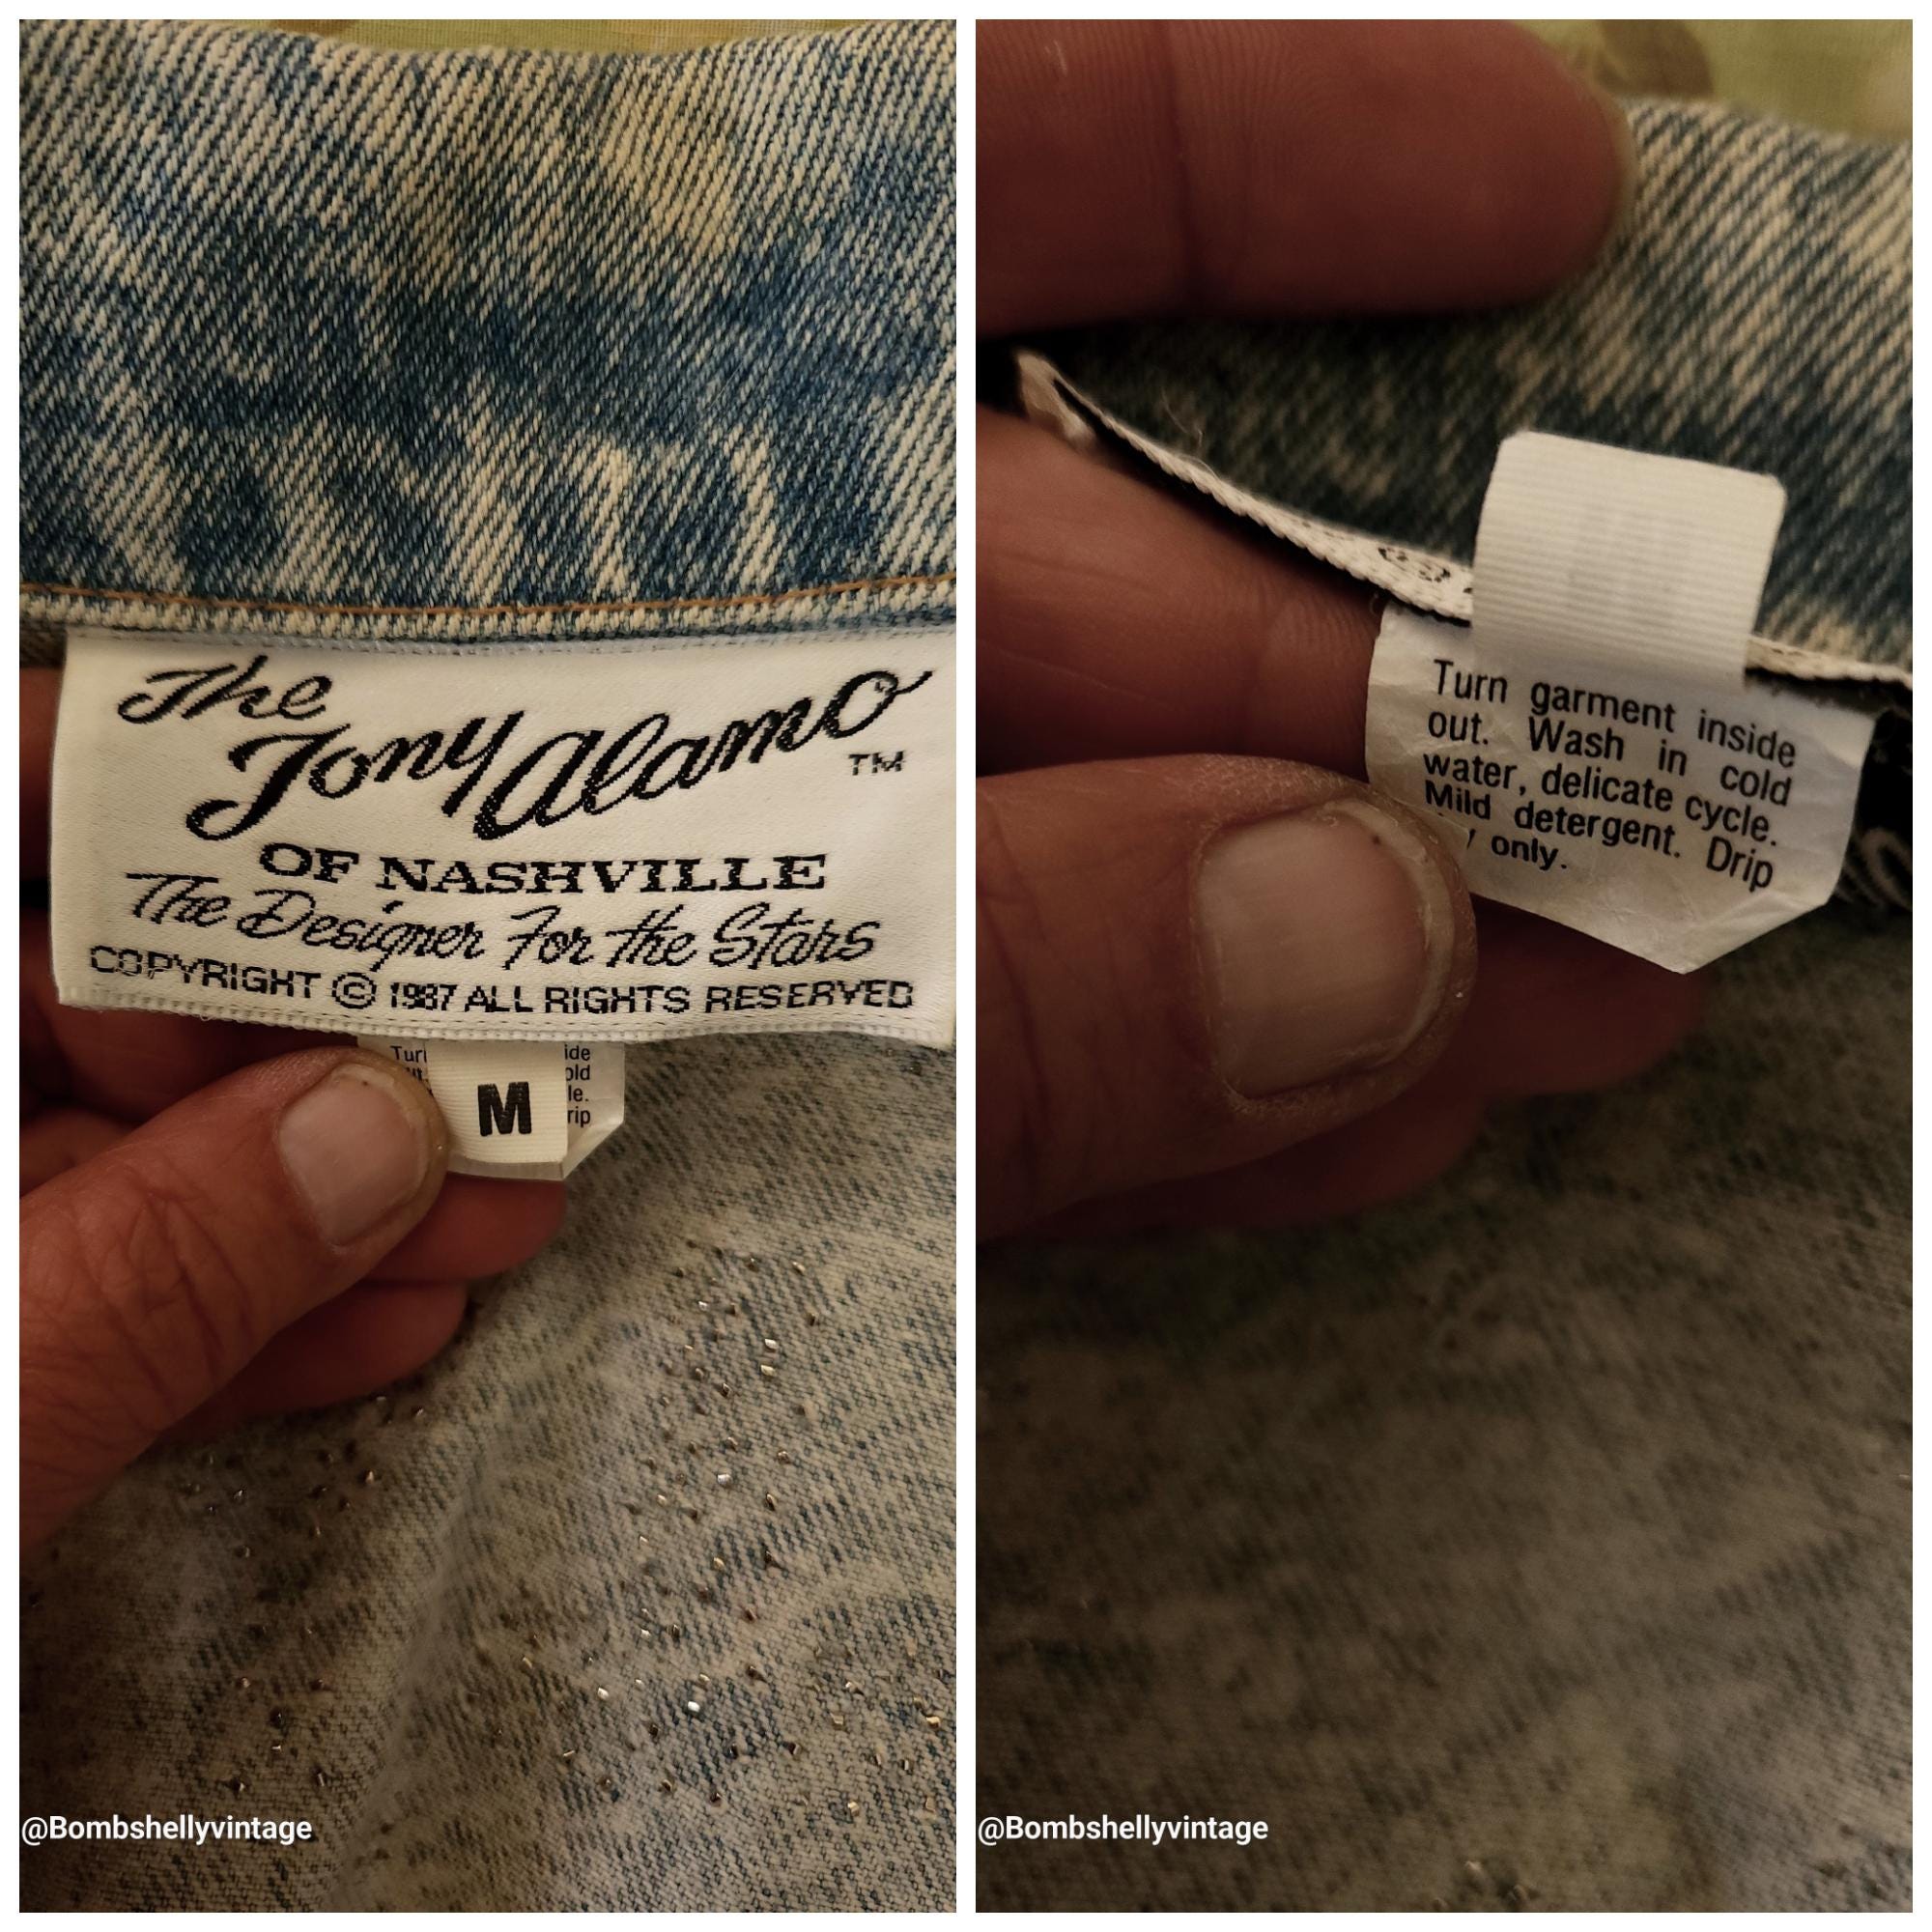 The
Tony Alamo
TM
OF NASHVILLE
The Designer For the Stars
COPYRIGHT © 1987 ALL RIGHTS RESERVED
M
@Bombshellyvintage
Turn garment inside
out. Wash in cold
water, delicate cycle.
Mild detergent. Drip
only.
@Bombshellyvintage